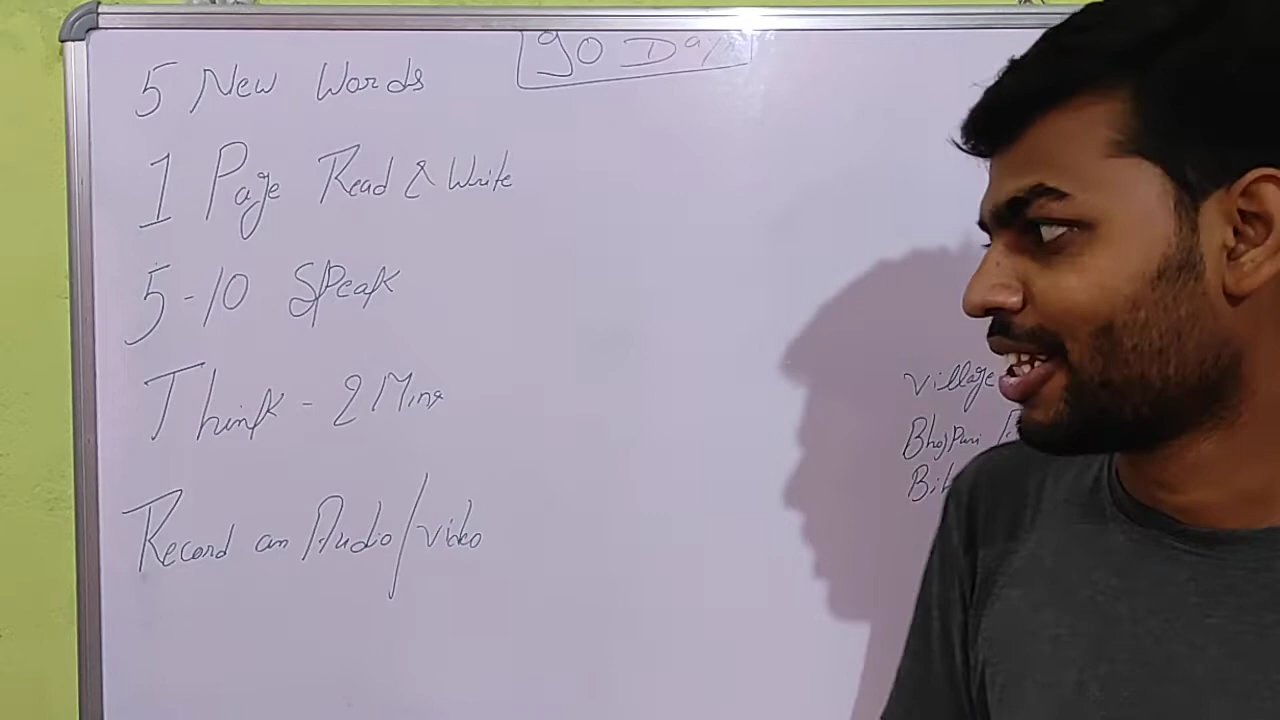 90 Days
5 New Words
1 Page Read & Write
5-10 Speak
Think - 2 Mins
Record an Audio/video
Village
Bhojpuri